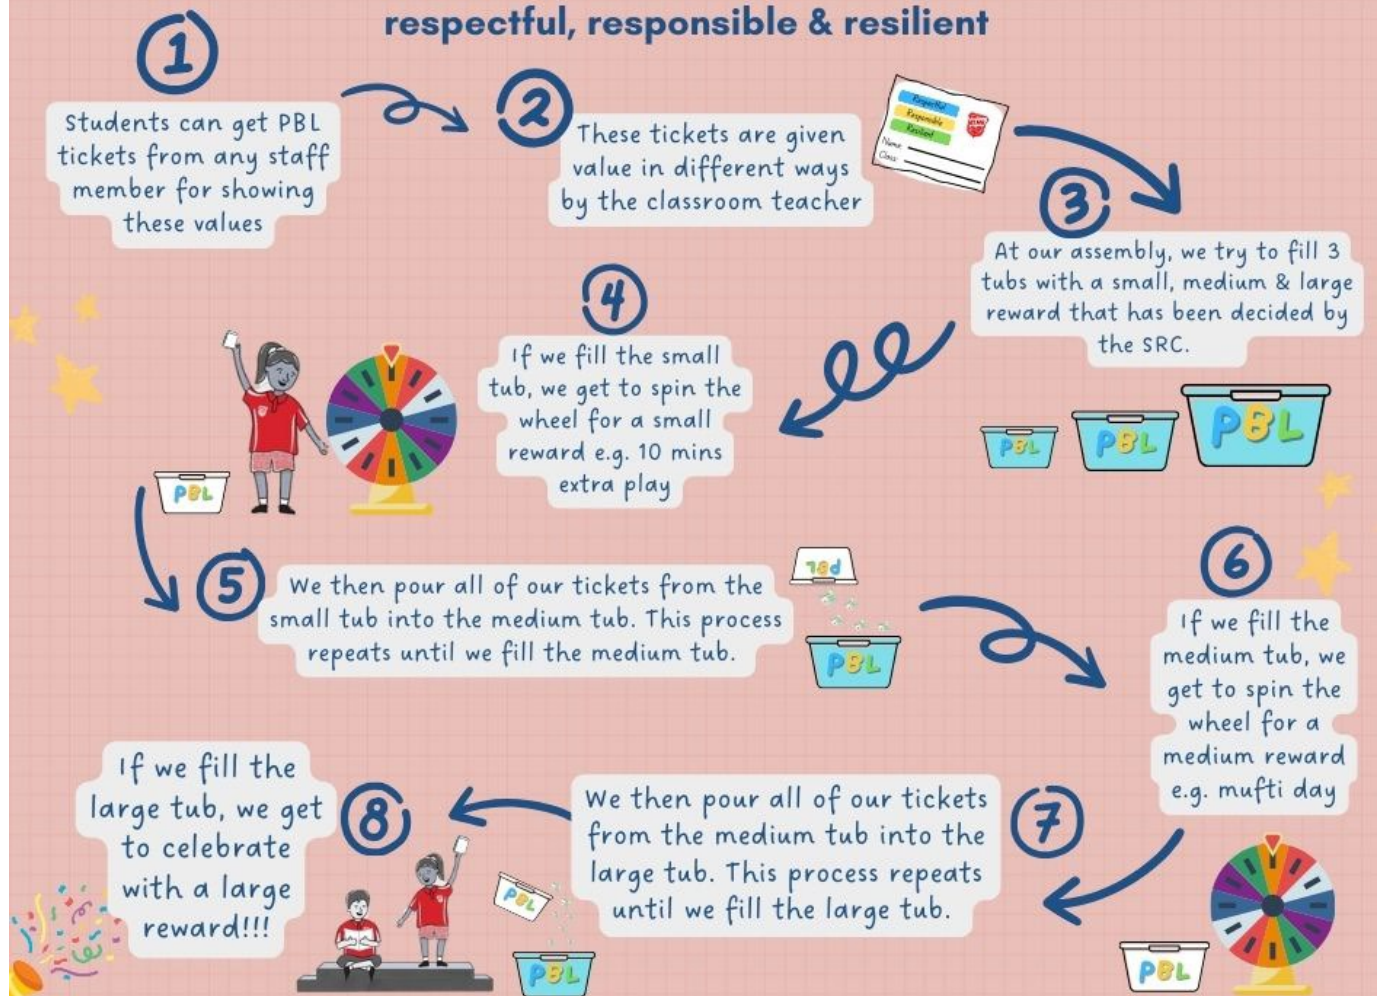 respectful, responsible & resilient
1
Students can get PBL
tickets from any staff
member for showing
these values
2
These tickets are given
value in different ways
by the classroom teacher
Respectful
Responsible
Resilient
Name:
Class:
3
At our assembly, we try to fill 3
tubs with a small, medium & large
reward that has been decided by
the SRC.
PBL
PBL
PBL
4
If we fill the small
tub, we get to spin the
wheel for a small
reward e.g. 10 mins
extra play
PBL
5
We then pour all of our tickets from the
small tub into the medium tub. This process
repeats until we fill the medium tub.
PBL
PBL
6
If we fill the
medium tub, we
get to spin the
wheel for a
medium reward
e.g. mufti day
PBL
7
We then pour all of our tickets
from the medium tub into the
large tub. This process repeats
until we fill the large tub.
PBL
PBL
8
If we fill the
large tub, we get
to celebrate
with a large
reward!!!